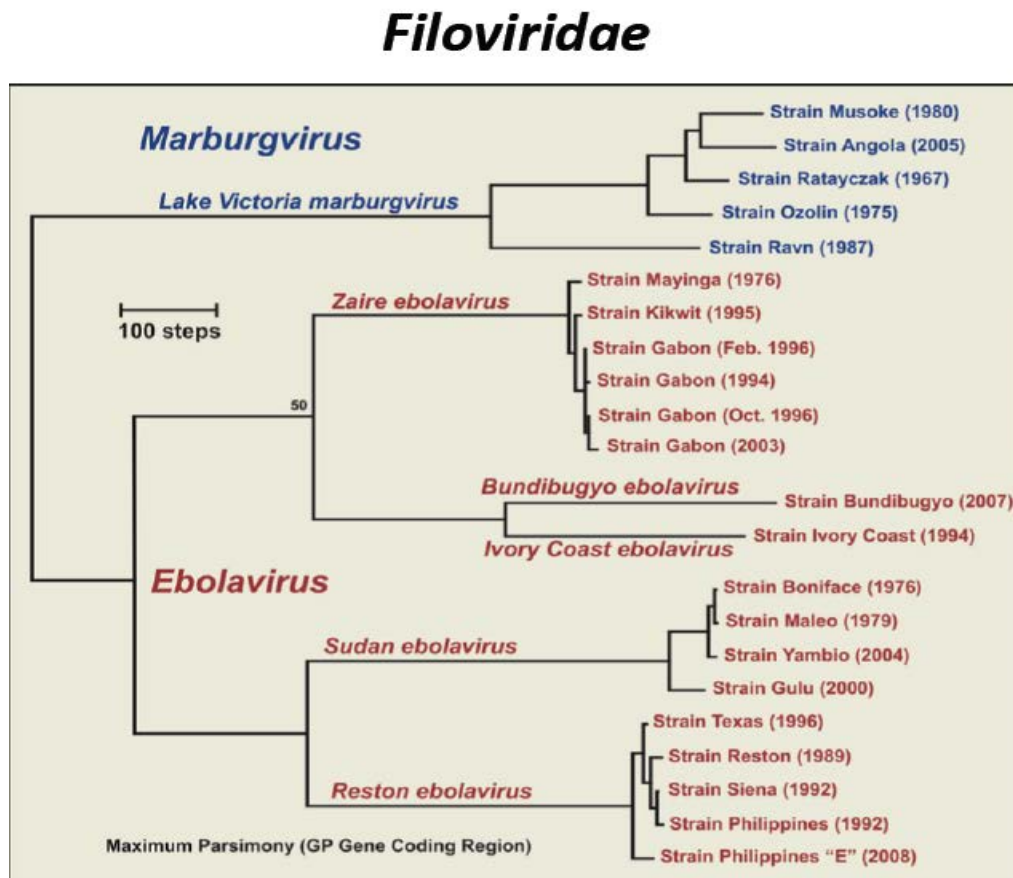 Filoviridae
Marburgvirus
Lake Victoria marburgvirus
Strain Musoke (1980)
Strain Angola (2005)
Strain Ratayczak (1967)
Strain Ozolin (1975)
Strain Ravn (1987)
100 steps
50
Zaire ebolavirus
Strain Mayinga (1976)
Strain Kikwit (1995)
Strain Gabon (Feb. 1996)
Strain Gabon (1994)
Strain Gabon (Oct. 1996)
Strain Gabon (2003)
Bundibugyo ebolavirus
Strain Bundibugyo (2007)
Strain Ivory Coast (1994)
Ivory Coast ebolavirus
Ebolavirus
Sudan ebolavirus
Strain Boniface (1976)
Strain Maleo (1979)
Strain Yambio (2004)
Strain Gulu (2000)
Strain Texas (1996)
Strain Reston (1989)
Reston ebolavirus
Strain Siena (1992)
Strain Philippines (1992)
Strain Philippines “E” (2008)
Maximum Parsimony (GP Gene Coding Region)